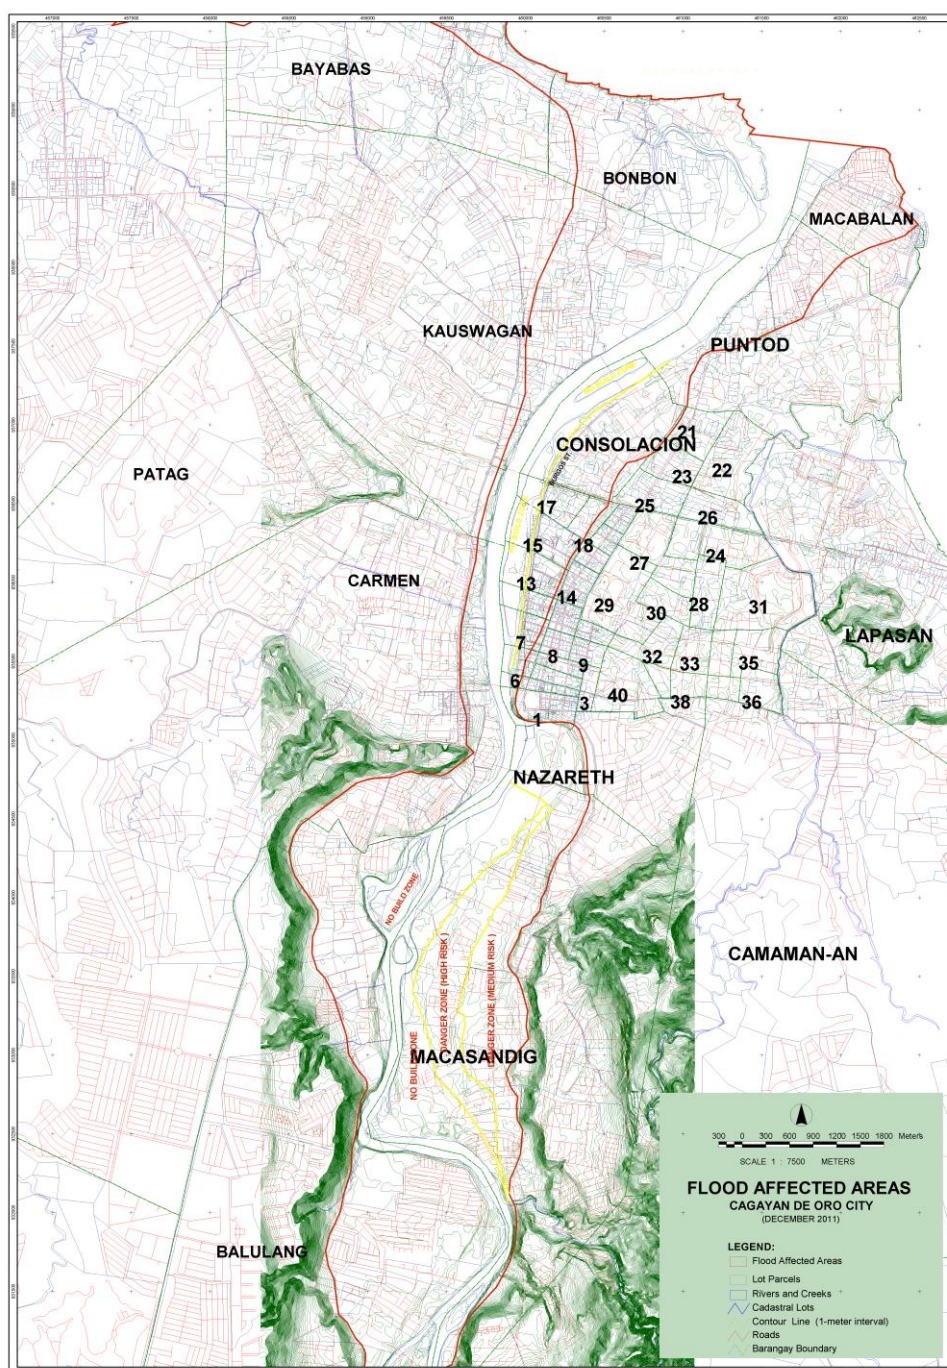 BAYABAS
BONBON
MACABALAN
KAUSWAGAN
PUNTOD
21
CONSOLACION
BURGOS ST.
PATAG
22
23
17
25
26
15
18
24
27
CARMEN
13
14
29
30
28
31
LAPASAN
7
8
9
32
33
35
6
40
3
38
36
1
NAZARETH
NO BUILD ZONE
CAMAMAN-AN
DANGER ZONE (HIGH RISK )
DANGER ZONE (MEDIUM RISK )
NO BUILD ZONE
MACASANDIG
BALULANG
300 0 300 600 900 1200 1500 1800 Meters
SCALE 1 : 7500 METERS
FLOOD AFFECTED AREAS
CAGAYAN DE ORO CITY
(DECEMBER 2011)
LEGEND:
Flood Affected Areas
Lot Parcels
Rivers and Creeks
Cadastral Lots
Contour Line (1-meter interval)
Roads
Barangay Boundary